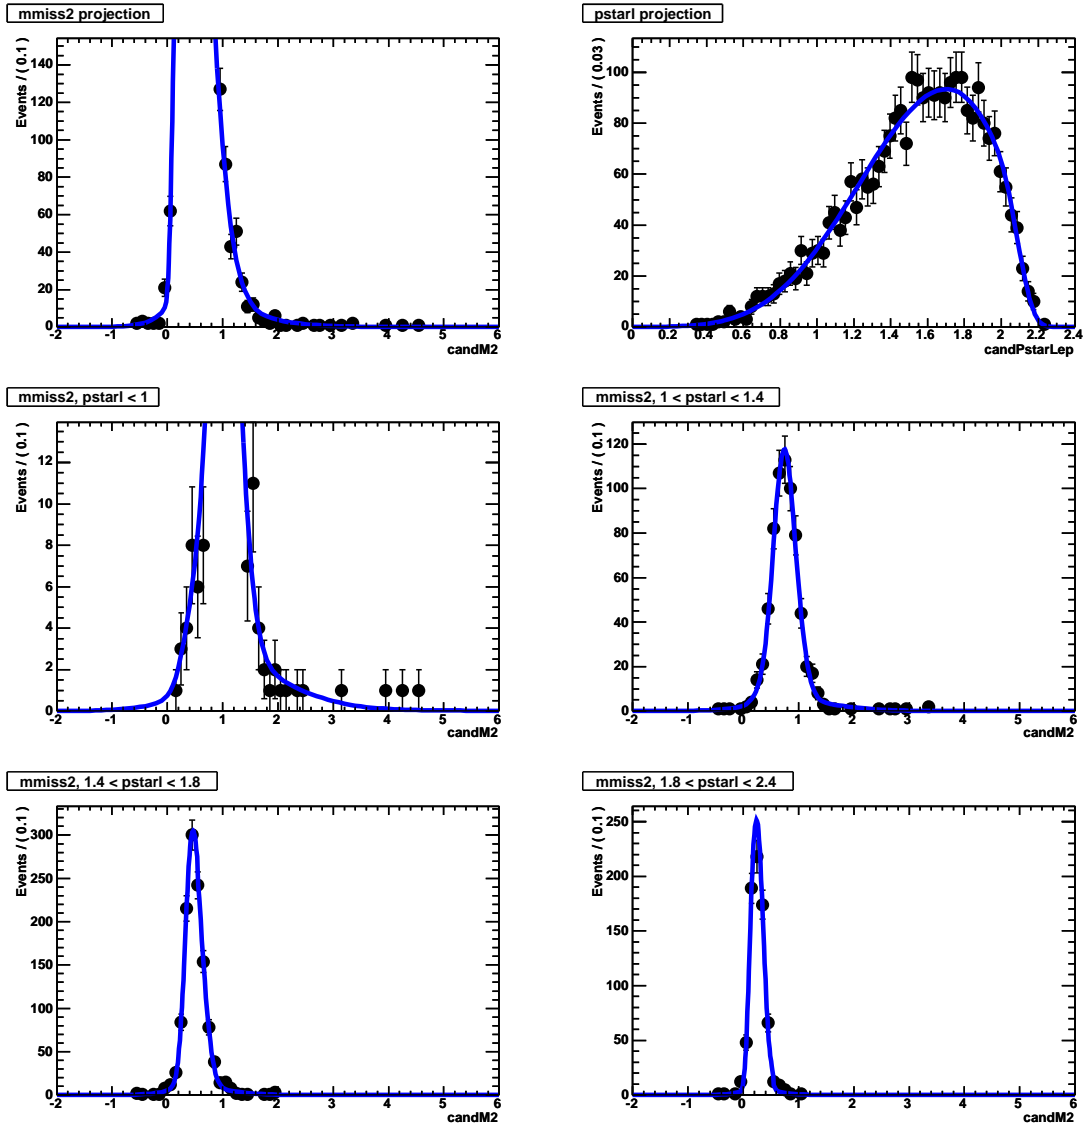 mmiss2 projection
Events / ( 0.1 )
140
120
100
80
60
40
20
0
-2 -1 0 1 2 3 4 5 6
candM2
pstarl projection
Events / ( 0.03 )
100
80
60
40
20
0
0 0.2 0.4 0.6 0.8 1 1.2 1.4 1.6 1.8 2 2.2 2.4
candPstarLep
mmiss2, pstarl < 1
Events / ( 0.1 )
12
10
8
6
4
2
0
-2 -1 0 1 2 3 4 5 6
candM2
mmiss2, 1 < pstarl < 1.4
Events / ( 0.1 )
120
100
80
60
40
20
0
-2 -1 0 1 2 3 4 5 6
candM2
mmiss2, 1.4 < pstarl < 1.8
Events / ( 0.1 )
300
250
200
150
100
50
0
-2 -1 0 1 2 3 4 5 6
candM2
mmiss2, 1.8 < pstarl < 2.4
Events / ( 0.1 )
250
200
150
100
50
0
-2 -1 0 1 2 3 4 5 6
candM2